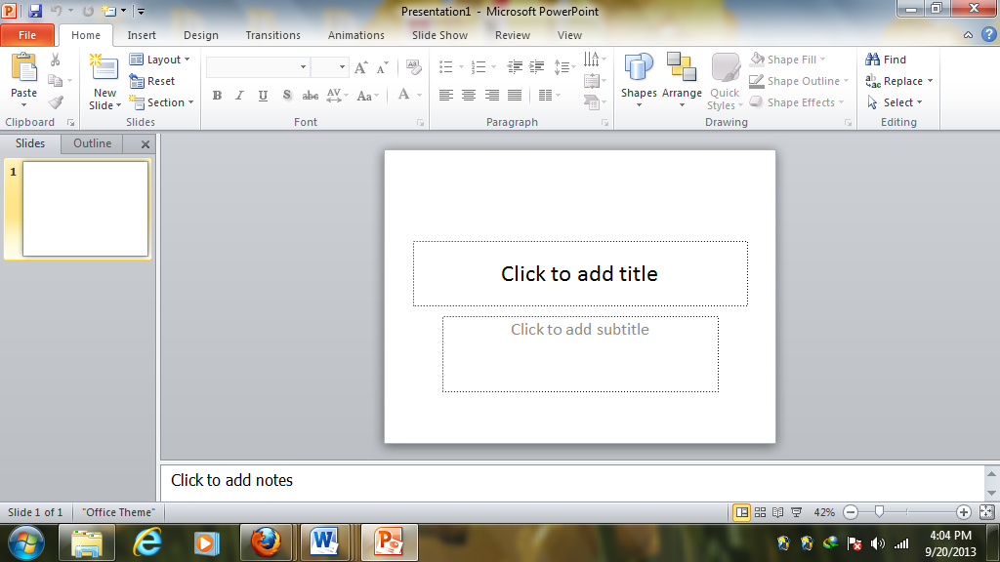 Presentation1 - Microsoft PowerPoint
File Home Insert Design Transitions Animations Slide Show Review View
Paste
New Slide
Layout
Reset
Section
B I U S abc AV Aa A
Shapes
Arrange
Quick Styles
Shape Fill
Shape Outline
Shape Effects
Find
Replace
Select
Clipboard Slides Font Paragraph Drawing Editing
Slides Outline
1
Click to add title
Click to add subtitle
Click to add notes
Slide 1 of 1 "Office Theme" 42%
4:04 PM
9/20/2013